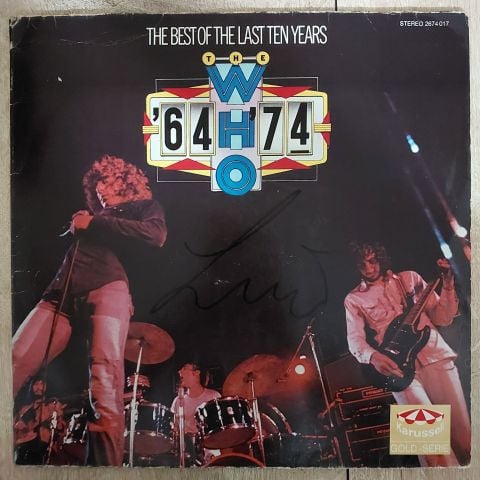 STEREO 2674 017
THE BEST OF THE LAST TEN YEARS
THE
WHO
'64 '74
karussell
GOLD-SERIE